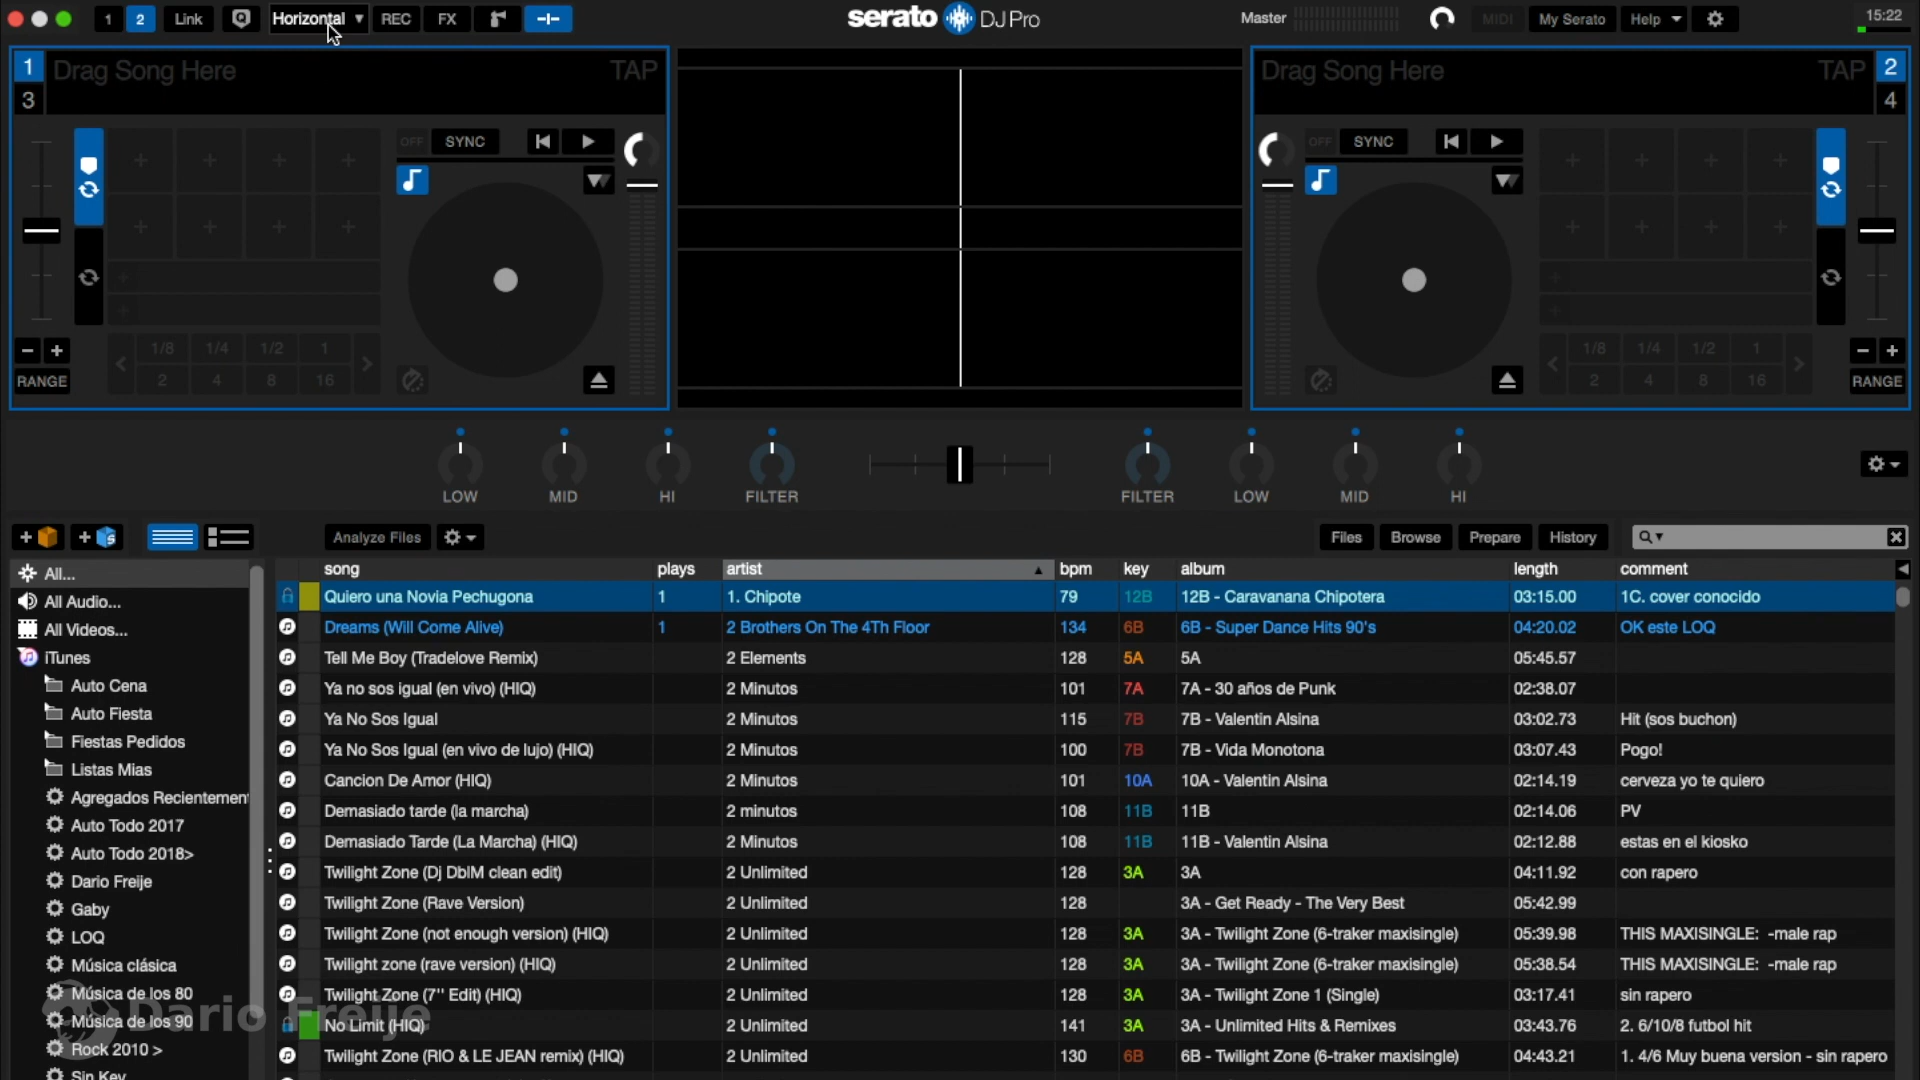 1 2 Link Horizontal REC FX serato DJ Pro Master MIDI My Serato Help 15:22
1 Drag Song Here TAP
3
Drag Song Here TAP 2
4
OFF SYNC
OFF SYNC
1/8 1/4 1/2 1
2 4 8 16
RANGE
1/8 1/4 1/2 1
2 4 8 16
RANGE
LOW MID HI FILTER FILTER LOW MID HI
Analyze Files Files Browse Prepare History
All...
All Audio...
All Videos...
iTunes
Auto Cena
Auto Fiesta
Fiestas Pedidos
Listas Mias
Agregados Recientemen
Auto Todo 2017
Auto Todo 2018>
Dario Freije
Gaby
LOQ
Música clásica
Música de los 80
Música de los 90
Rock 2010 >
Sin Key
song plays artist bpm key album length comment
Quiero una Novia Pechugona 1 1. Chipote 79 12B 12B - Caravanana Chipotera 03:15.00 1C. cover conocido
Dreams (Will Come Alive) 1 2 Brothers On The 4Th Floor 134 6B 6B - Super Dance Hits 90's 04:20.02 OK este LOQ
Tell Me Boy (Tradelove Remix) 2 Elements 128 5A 5A 05:45.57
Ya no sos igual (en vivo) (HIQ) 2 Minutos 101 7A 7A - 30 años de Punk 02:38.07
Ya No Sos Igual 2 Minutos 115 7B 7B - Valentin Alsina 03:02.73 Hit (sos buchon)
Ya No Sos Igual (en vivo de lujo) (HIQ) 2 Minutos 100 7B 7B - Vida Monotona 03:07.43 Pogo!
Cancion De Amor (HIQ) 2 Minutos 101 10A 10A - Valentin Alsina 02:14.19 cerveza yo te quiero
Demasiado tarde (la marcha) 2 minutos 108 11B 11B 02:14.06 PV
Demasiado Tarde (La Marcha) (HIQ) 2 Minutos 108 11B 11B - Valentin Alsina 02:12.88 estas en el kiosko
Twilight Zone (Dj DblM clean edit) 2 Unlimited 128 3A 3A 04:11.92 con rapero
Twilight Zone (Rave Version) 2 Unlimited 128 3A - Get Ready - The Very Best 05:42.99
Twilight Zone (not enough version) (HIQ) 2 Unlimited 128 3A 3A - Twilight Zone (6-traker maxisingle) 05:39.98 THIS MAXISINGLE: -male rap
Twilight zone (rave version) (HIQ) 2 Unlimited 128 3A 3A - Twilight Zone (6-traker maxisingle) 05:38.54 THIS MAXISINGLE: -male rap
Twilight Zone (7'' Edit) (HIQ) 2 Unlimited 128 3A 3A - Twilight Zone 1 (Single) 03:17.41 sin rapero
No Limit (HIQ) 2 Unlimited 141 3A 3A - Unlimited Hits & Remixes 03:43.76 2. 6/10/8 futbol hit
Twilight Zone (RIO & LE JEAN remix) (HIQ) 2 Unlimited 130 6B 6B - Twilight Zone (6-traker maxisingle) 04:43.21 1. 4/6 Muy buena version - sin rapero
Dario Freije